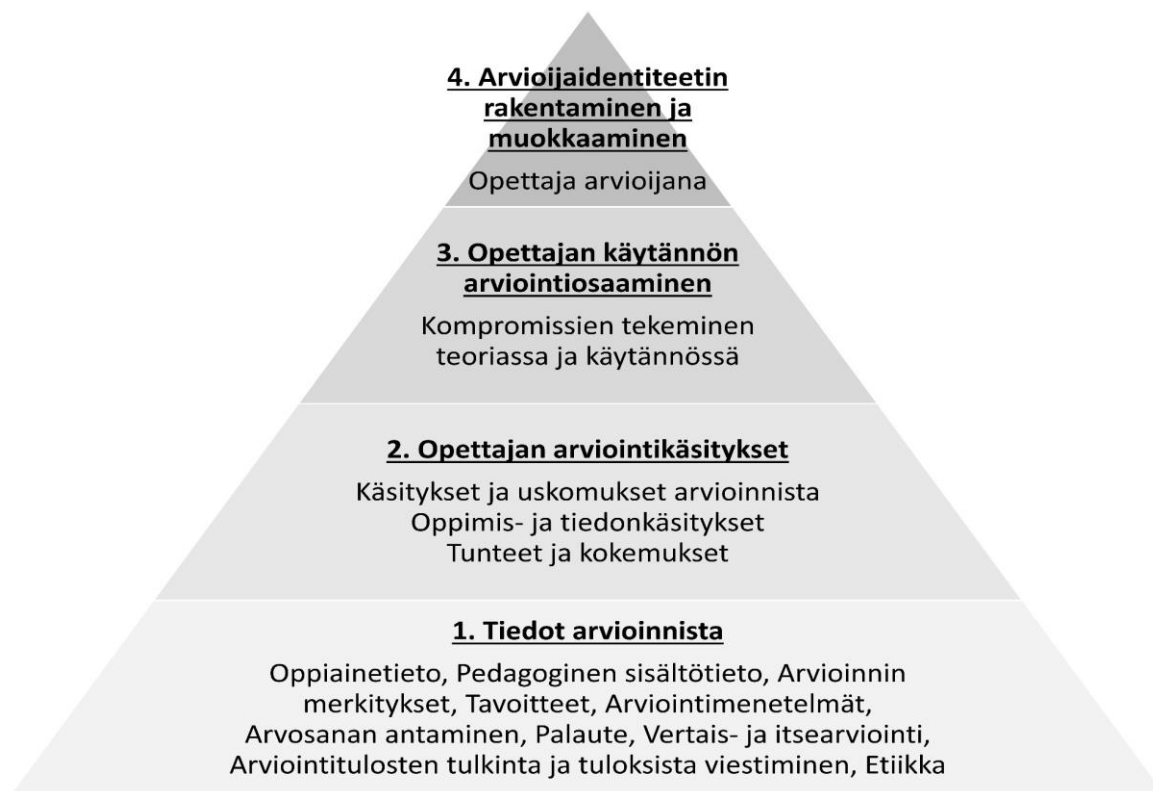 4. Arvioijaidentiteetin
rakentaminen ja
muokkaaminen
Opettaja arvioijana
3. Opettajan käytännön
arviointiosaaminen
Kompromissien tekeminen
teoriassa ja käytännössä
2. Opettajan arviointikäsitykset
Käsitykset ja uskomukset arvioinnista
Oppimis- ja tiedonkäsitykset
Tunteet ja kokemukset
1. Tiedot arvioinnista
Oppiainetieto, Pedagoginen sisältötieto, Arvioinnin
merkitykset, Tavoitteet, Arviointimenetelmät,
Arvosanan antaminen, Palaute, Vertais- ja itsearviointi,
Arviointitulosten tulkinta ja tuloksista viestiminen, Etiikka